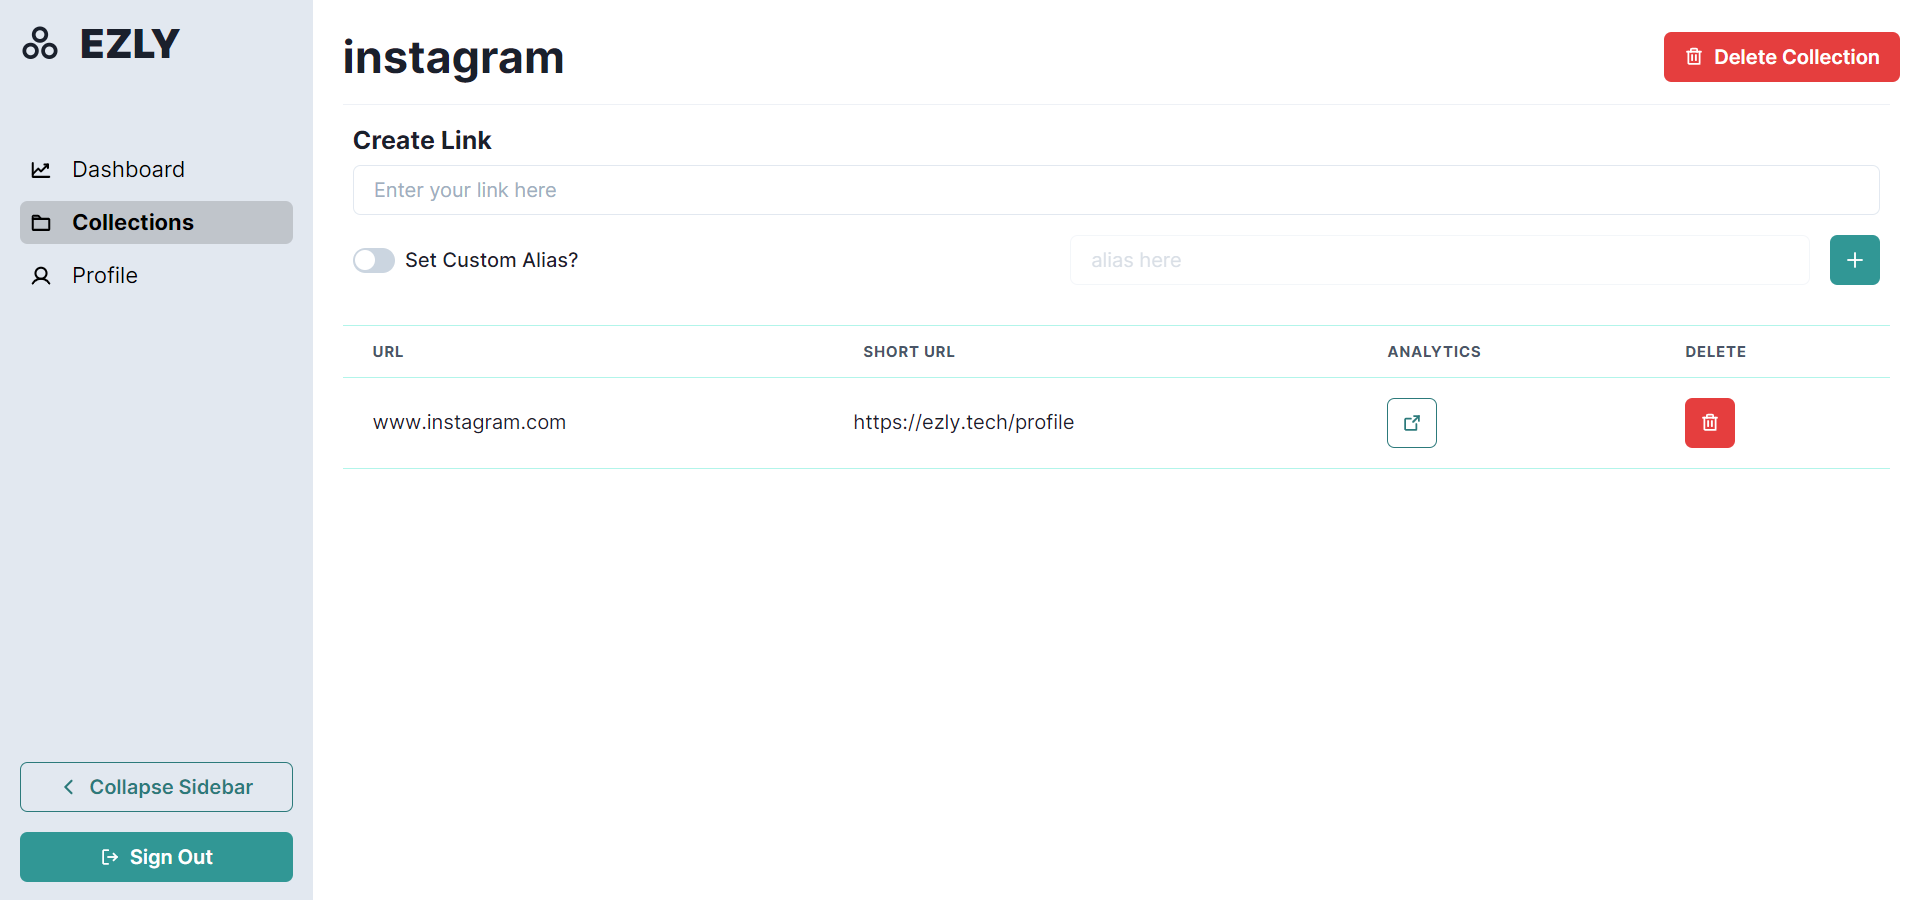 EZLY
Dashboard
Collections
Profile
Collapse Sidebar
Sign Out
instagram
Delete Collection
Create Link
Enter your link here
Set Custom Alias?
alias here
URL SHORT URL ANALYTICS DELETE
www.instagram.com https://ezly.tech/profile